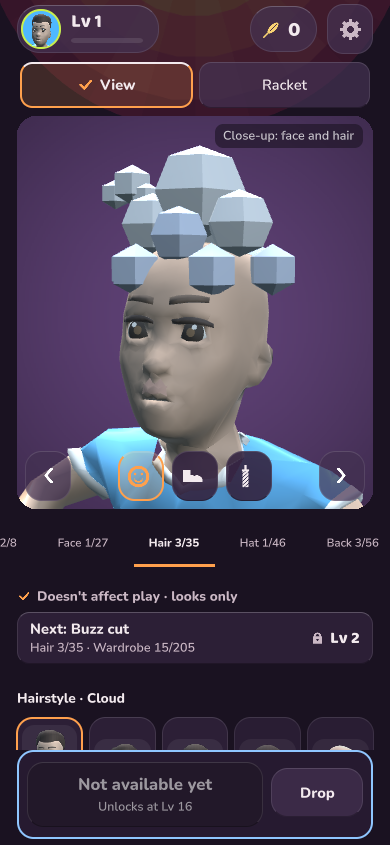 Lv 1
0
View
Racket
Close-up: face and hair
2/8
Face 1/27
Hair 3/35
Hat 1/46
Back 3/56
Doesn't affect play · looks only
Next: Buzz cut
Hair 3/35 · Wardrobe 15/205
Lv 2
Hairstyle · Cloud
Not available yet
Unlocks at Lv 16
Drop